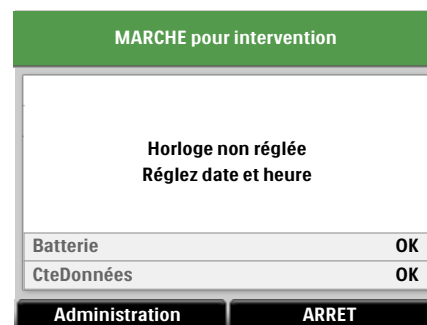 MARCHE pour intervention
Horloge non réglée
Réglez date et heure
Batterie OK
CteDonnées OK
Administration ARRET